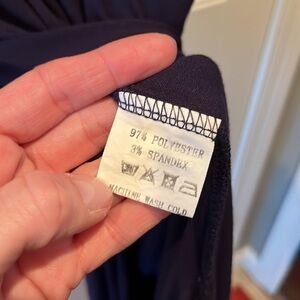 97% POLYESTER
3% SPANDEX
MACHINE WASH COLD